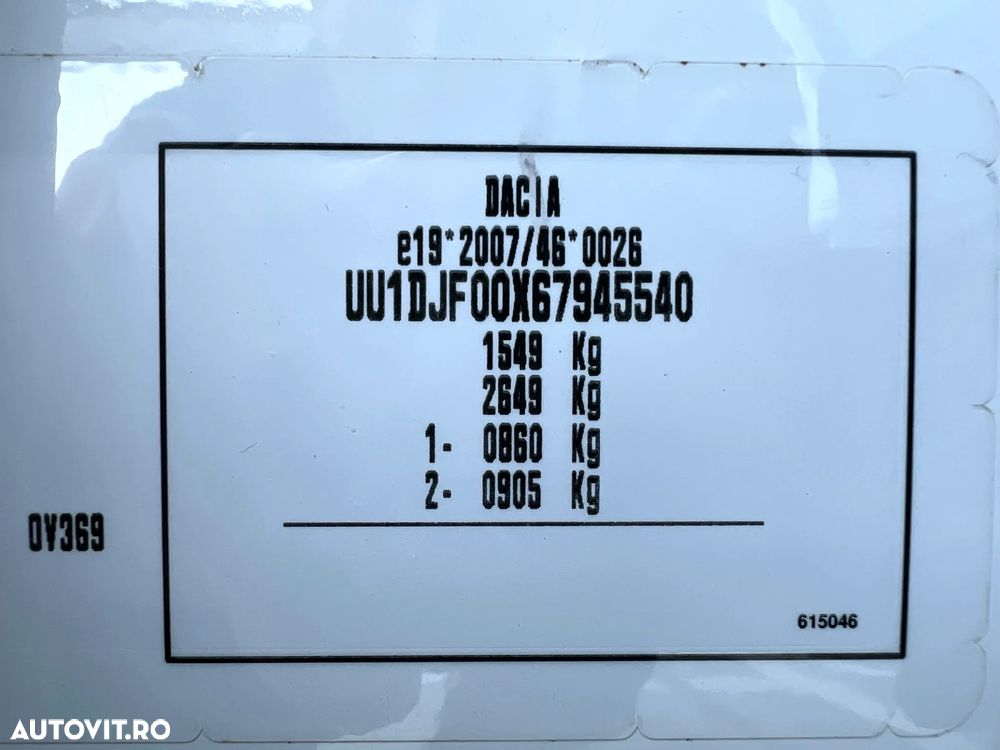 DACIA
e19*2007/46*0026
UU1DJF00X67945540
1549 Kg
2649 Kg
1- 0860 Kg
2- 0905 Kg
0V369
615046
AUTOVIT.RO